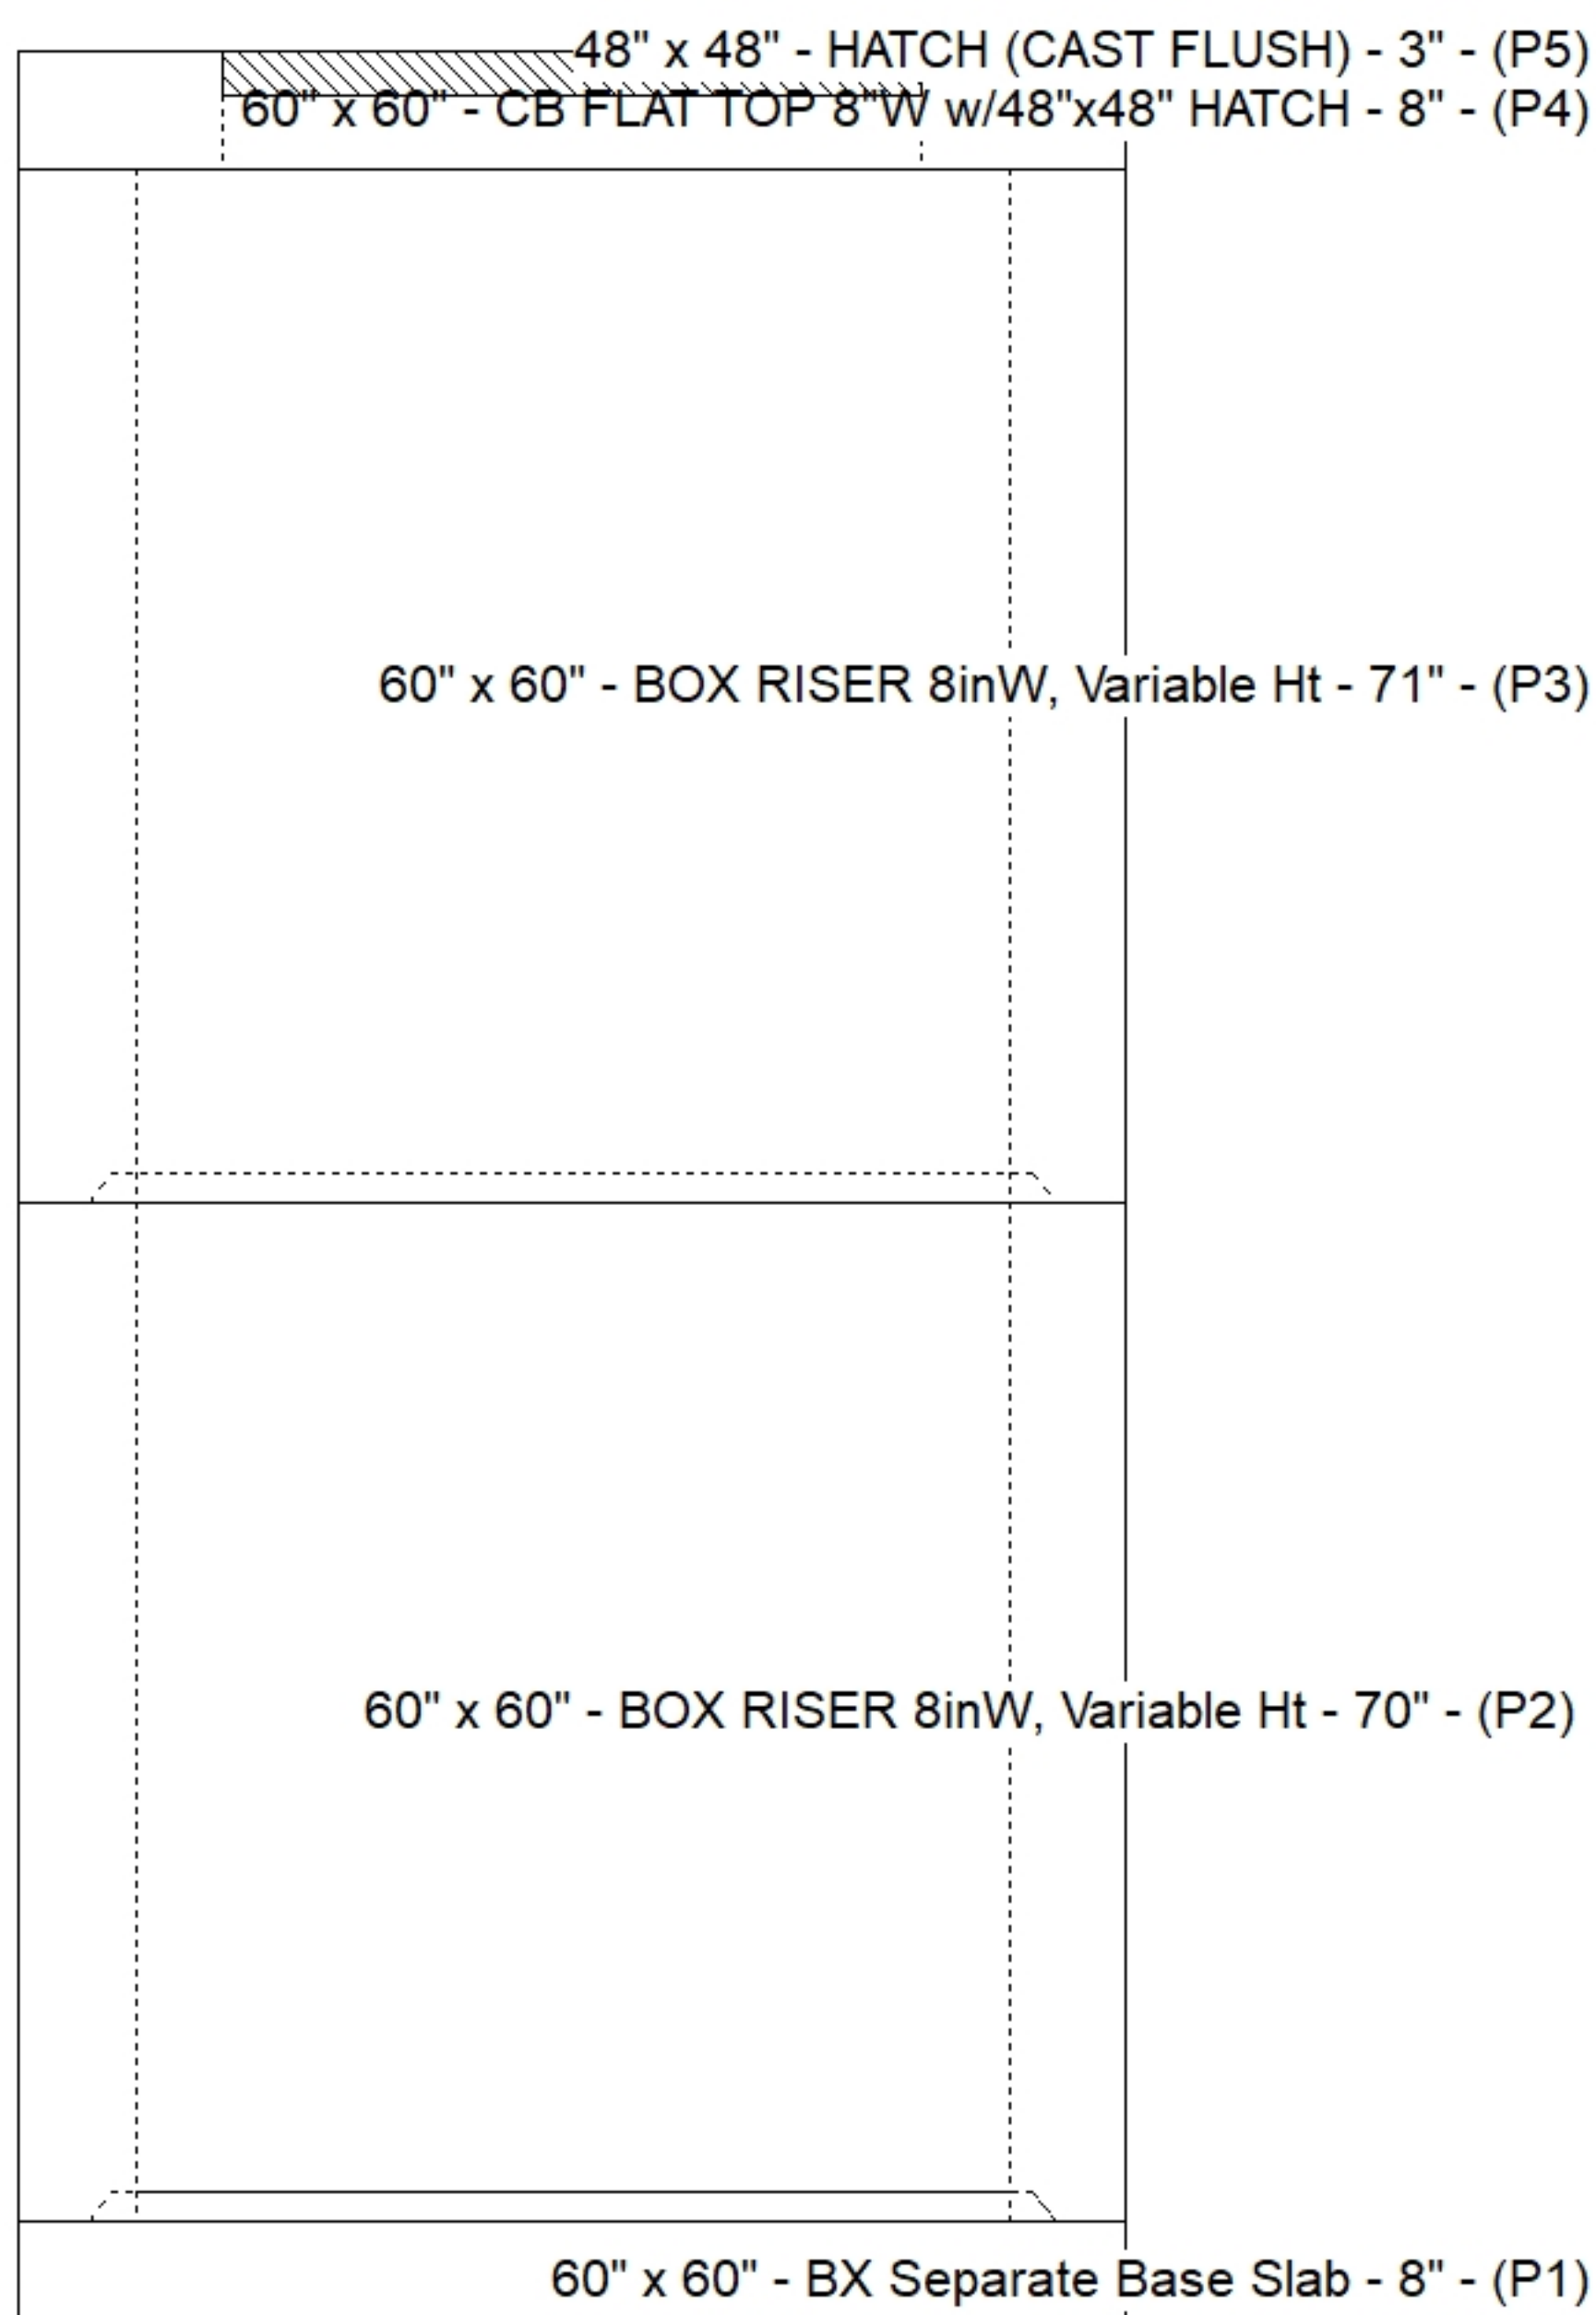 48" x 48" - HATCH (CAST FLUSH) - 3" - (P5)
60" x 60" - CB FLAT TOP 8"W w/48"x48" HATCH - 8" - (P4)
60" x 60" - BOX RISER 8inW, Variable Ht - 71" - (P3)
60" x 60" - BOX RISER 8inW, Variable Ht - 70" - (P2)
60" x 60" - BX Separate Base Slab - 8" - (P1)